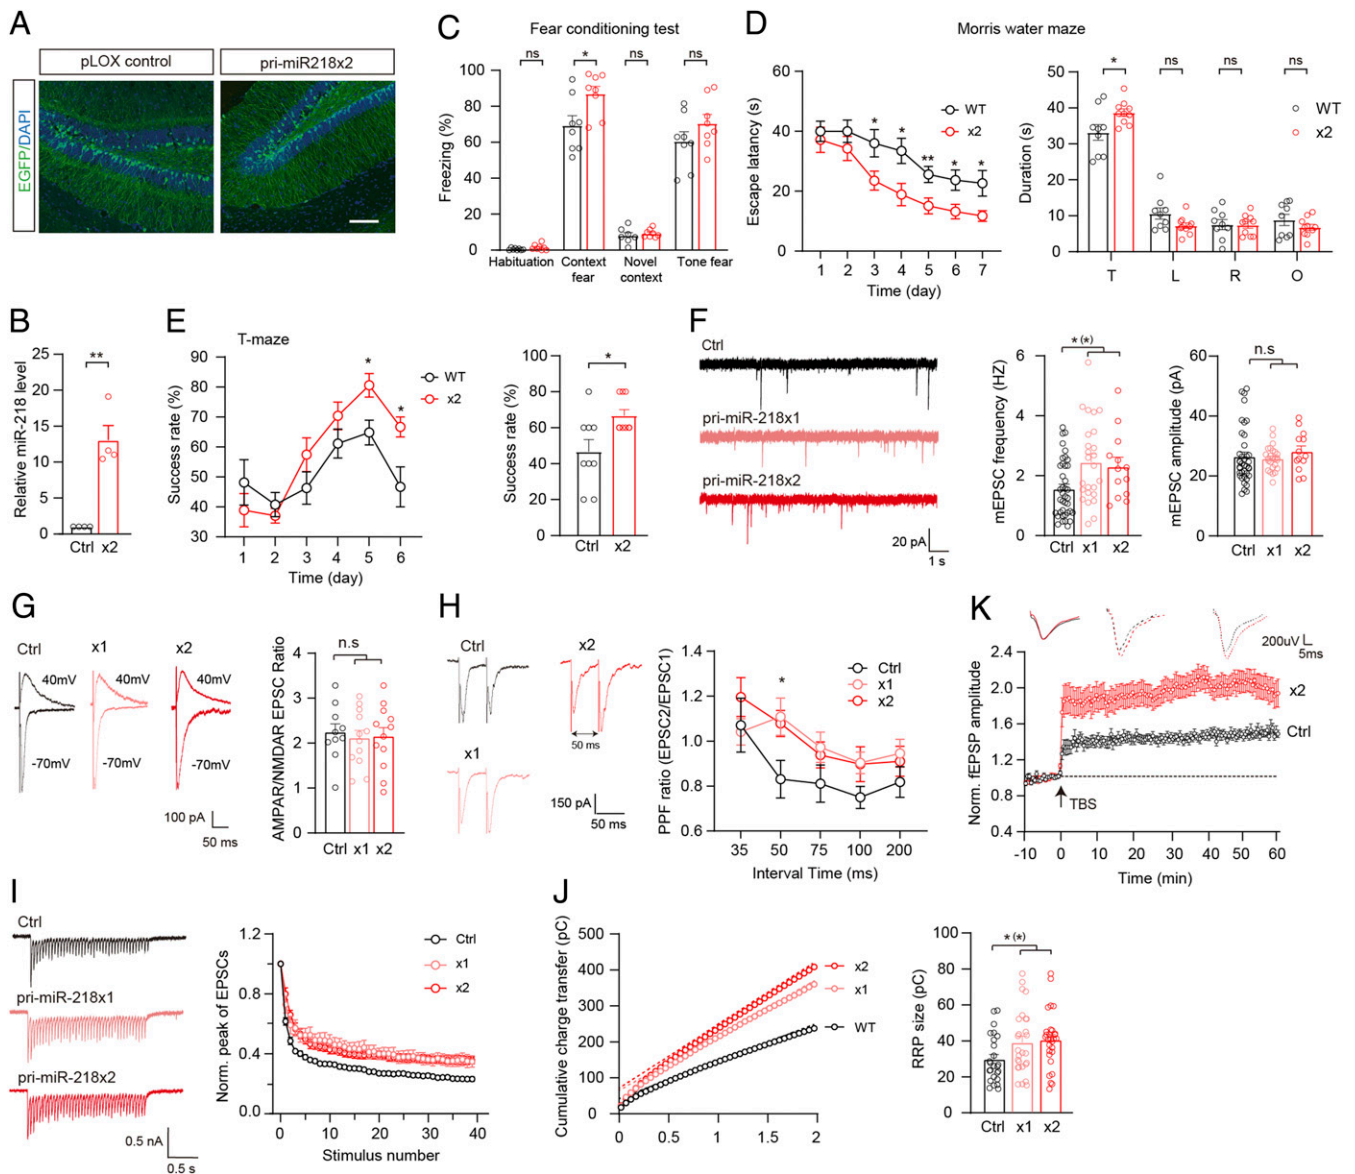 A
pLOX control
pri-miR218x2
EGFP/DAPI
B
Relative miR-218 level
25
20
15
10
5
0
**
Ctrl x2
C
Fear conditioning test
ns * ns ns
Freezing (%)
100
80
60
40
20
0
Habituation Context fear Novel context Tone fear
D
Morris water maze
Escape latancy (s)
60
40
20
0
WT
x2
* * ** * *
1 2 3 4 5 6 7
Time (day)
Duration (s)
50
40
30
20
10
0
* ns ns ns
WT
x2
T L R O
E
T-maze
Success rate (%)
90
80
70
60
50
40
30
WT
x2
*
*
1 2 3 4 5 6
Time (day)
Success rate (%)
100
80
60
40
20
0
*
Ctrl x2
F
Ctrl
pri-miR-218x1
pri-miR-218x2
20 pA
1 s
mEPSC frequency (HZ)
6
4
2
0
* (*)
Ctrl x1 x2
mEPSC amplitude (pA)
60
40
20
0
n.s
Ctrl x1 x2
G
Ctrl x1 x2
40mV 40mV 40mV
-70mV -70mV -70mV
100 pA
50 ms
AMPAR/NMDAR EPSC Ratio
4
3
2
1
0
n.s
Ctrl x1 x2
H
Ctrl
x2
50 ms
x1
150 pA
50 ms
PPF ratio (EPSC2/EPSC1)
1.4
1.2
1.0
0.8
0.6
*
Ctrl
x1
x2
35 50 75 100 200
Interval Time (ms)
K
200uV
5ms
Norm. fEPSP amplitude
2.4
2.0
1.6
1.2
0.8
0.4
x2
Ctrl
TBS
-10 0 10 20 30 40 50 60
Time (min)
I
Ctrl
pri-miR-218x1
pri-miR-218x2
0.5 nA
0.5 s
Norm. peak of EPSCs
1.2
0.8
0.4
0.0
Ctrl
x1
x2
0 10 20 30 40
Stimulus number
J
Cumulative charge transfer (pC)
500
400
300
200
100
0
x2
x1
WT
0 0.5 1 1.5 2
RRP size (pC)
100
80
60
40
20
0
* (*)
Ctrl x1 x2